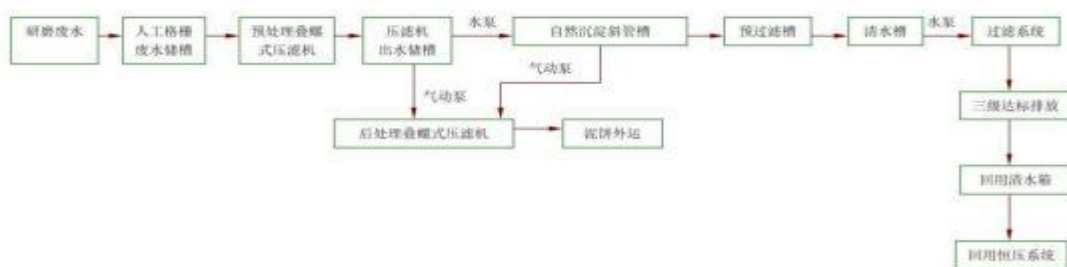 研磨废水
人工格栅
废水储槽
预处理叠螺
式压滤机
压滤机
出水储槽
水泵
自然沉淀斜管槽
预过滤槽
清水槽
水泵
过滤系统
气动泵
气动泵
后处理叠螺式压滤机
泥饼外运
三级达标排放
回用清水箱
回用恒压系统